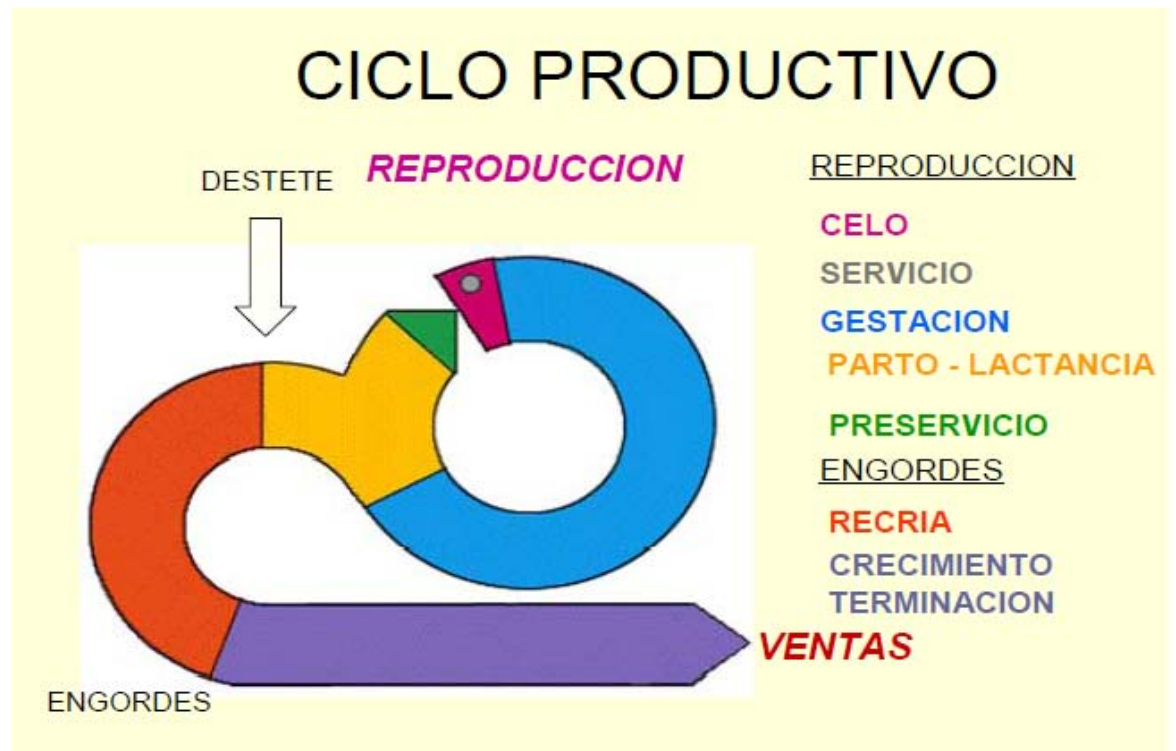 CICLO PRODUCTIVO
DESTETE
REPRODUCCION
REPRODUCCION
CELO
SERVICIO
GESTACION
PARTO - LACTANCIA
PRESERVICIO
ENGORDES
RECRIA
CRECIMIENTO
TERMINACION
VENTAS
ENGORDES